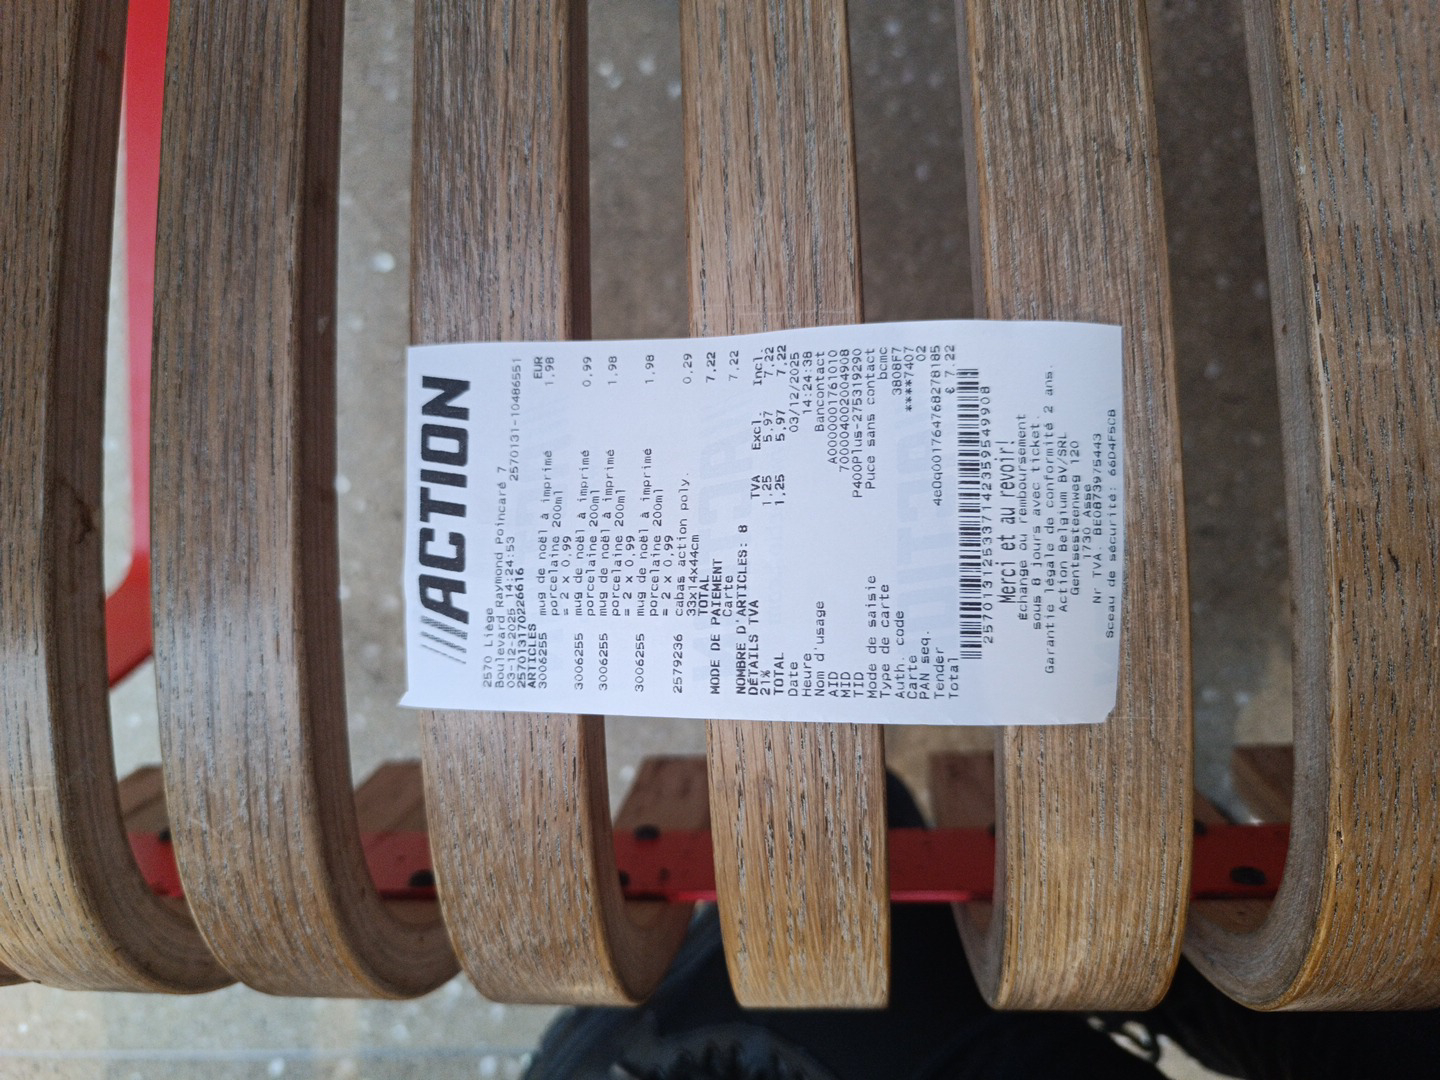 ACTION
2570 Liège
Boulevard Raymond Poincaré 7
03-12-2025 14:24:53 2570131-10486551
2570131170226616
ARTICLES EUR
3006255 mug de noël à imprimé 1,98
porcelaine 200ml
= 2 x 0,99
3006255 mug de noël à imprimé 0,99
porcelaine 200ml
3006255 mug de noël à imprimé 1,98
porcelaine 200ml
= 2 x 0,99
3006255 mug de noël à imprimé 1,98
porcelaine 200ml
= 2 x 0,99
2579236 cabas action poly. 0,29
33x14x44cm
TOTAL 7,22
MODE DE PAIEMENT
Carte 7,22
NOMBRE D'ARTICLES: 8
DÉTAILS TVA TVA Excl. Incl.
21% 1,25 5,97 7,22
TOTAL 1,25 5,97 7,22
Date 03/12/2025
Heure 14:24:38
Nom d'usage Bancontact
AID A0000001761010
MID 7000040200490B
TID P400Plus-275319290
Mode de saisie Puce sans contact
Type de carte bcmc
Auth. code 3808F7
Carte ****7407
PAN seq. 02
Tender 4e0q001764768278185
Total € 7,22
257013125337142359549908
Merci et au revoir!
Échange ou remboursement
sous 8 jours avec ticket.
Garantie légale de conformité 2 ans.
Action Belgium BV/SRL
Gentsesteenweg 120
1730 Asse
Nr TVA. BE0873975443
Sceau de sécurité: 66D4F5CB